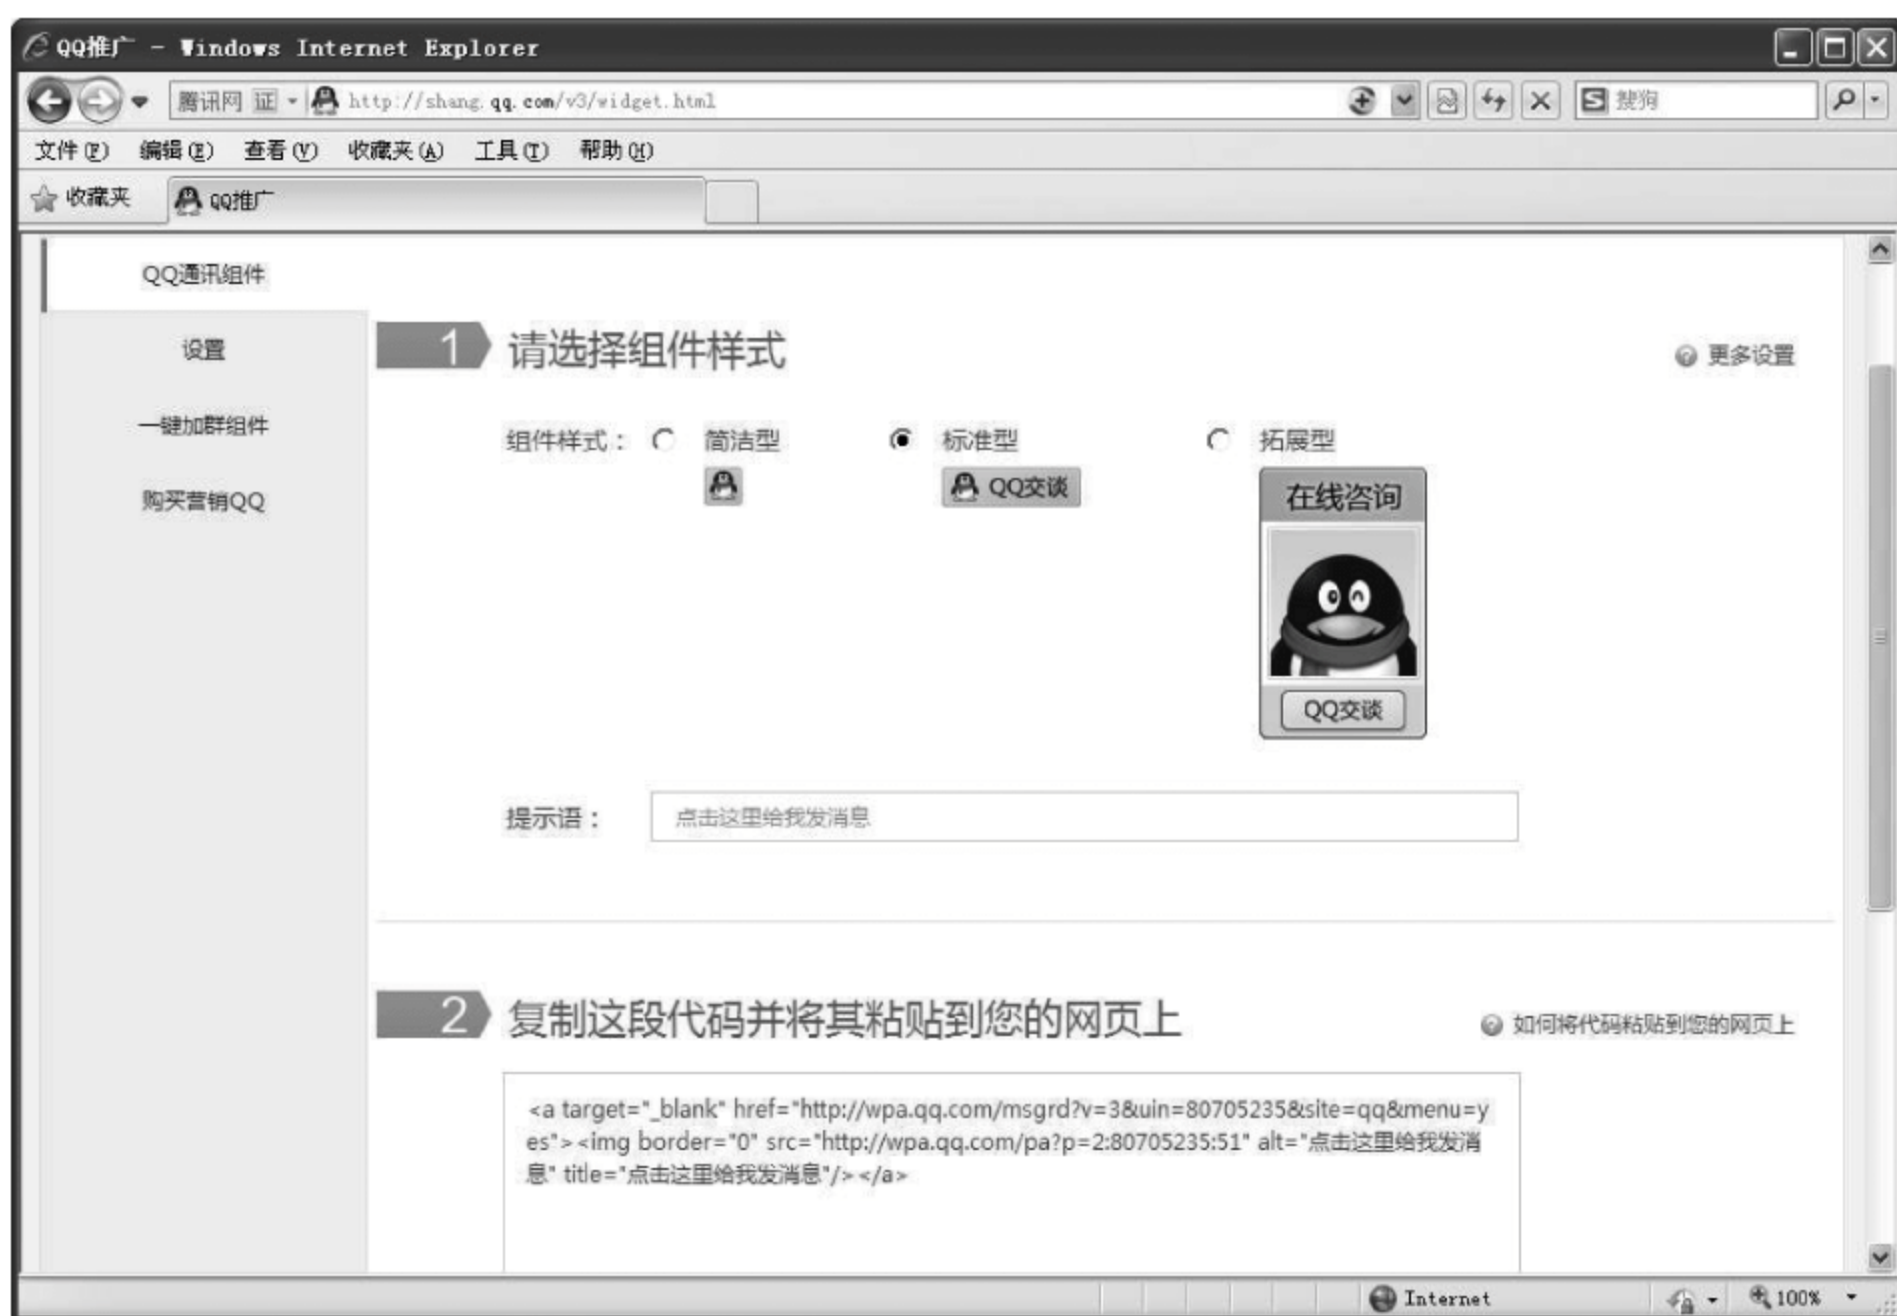 QQ推广 - Windows Internet Explorer
腾讯网 证 http://shang.qq.com/v3/widget.html 搜狗
文件(F) 编辑(E) 查看(V) 收藏夹(A) 工具(T) 帮助(H)
收藏夹 QQ推广
QQ通讯组件
设置
一键加群组件
购买营销QQ
1 请选择组件样式 更多设置
组件样式： 简洁型 标准型 拓展型
QQ交谈
在线咨询
QQ交谈
提示语： 点击这里给我发消息
2 复制这段代码并将其粘贴到您的网页上 如何将代码粘贴到您的网页上
<a target="_blank" href="http://wpa.qq.com/msgrd?v=3&uin=80705235&site=qq&menu=y
es"><img border="0" src="http://wpa.qq.com/pa?p=2:80705235:51" alt="点击这里给我发消
息" title="点击这里给我发消息"/></a>
Internet 100%